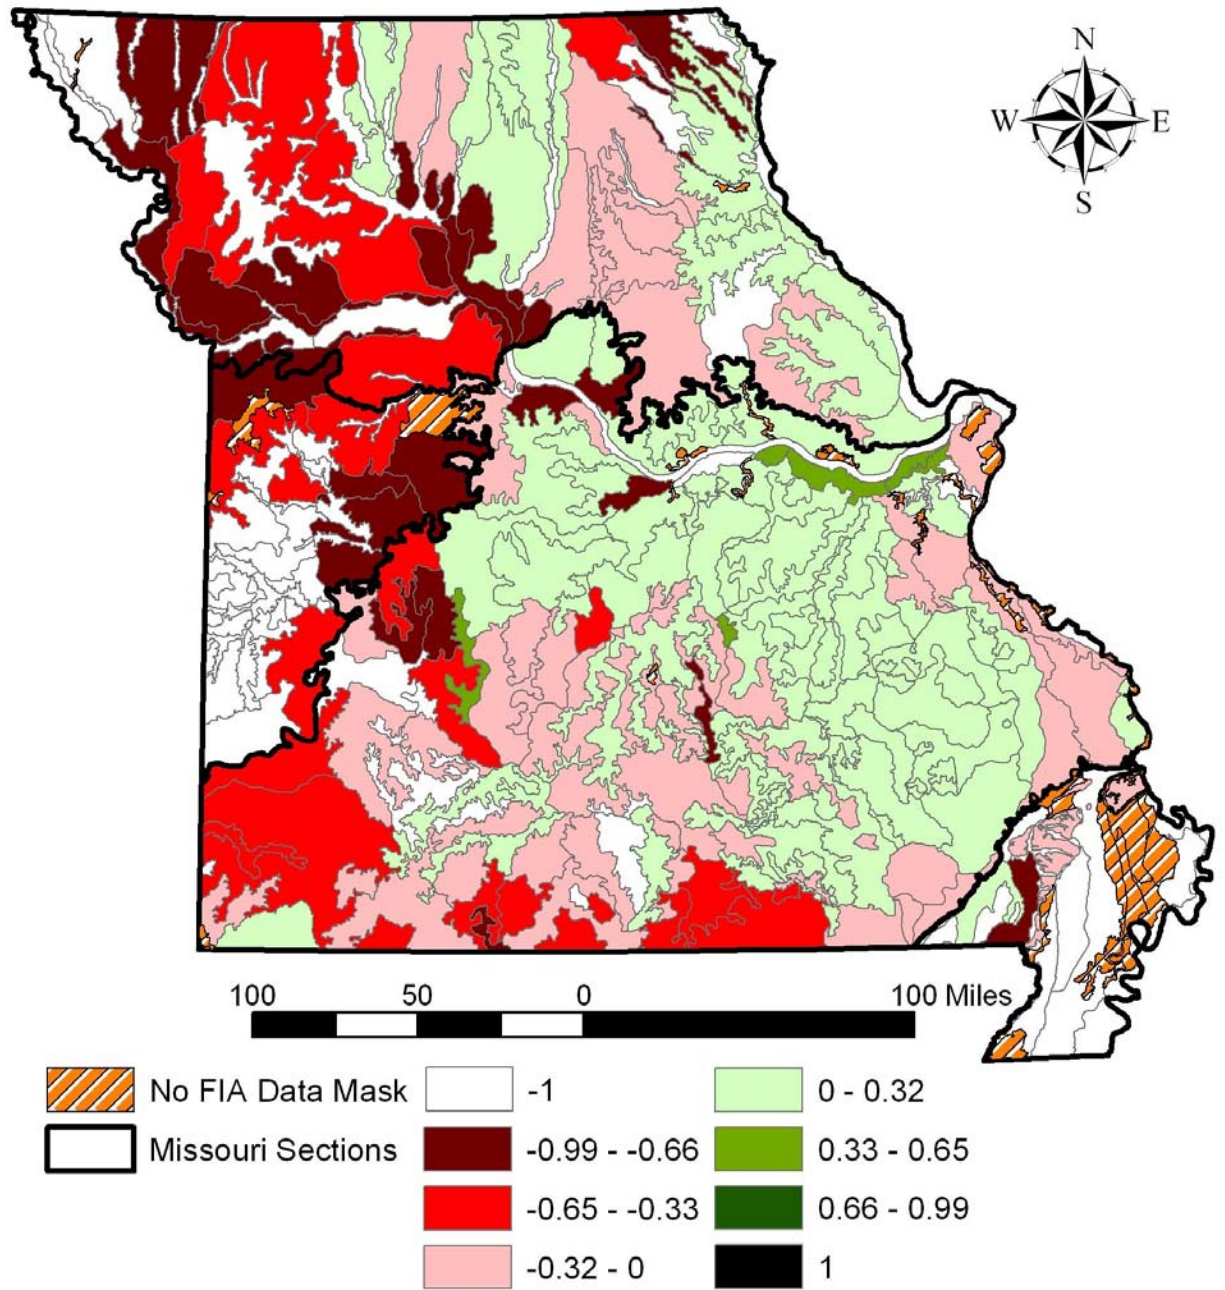 N
W E
S
100 50 0 100 Miles
No FIA Data Mask -1 0 - 0.32
Missouri Sections -0.99 - -0.66 0.33 - 0.65
-0.65 - -0.33 0.66 - 0.99
-0.32 - 0 1